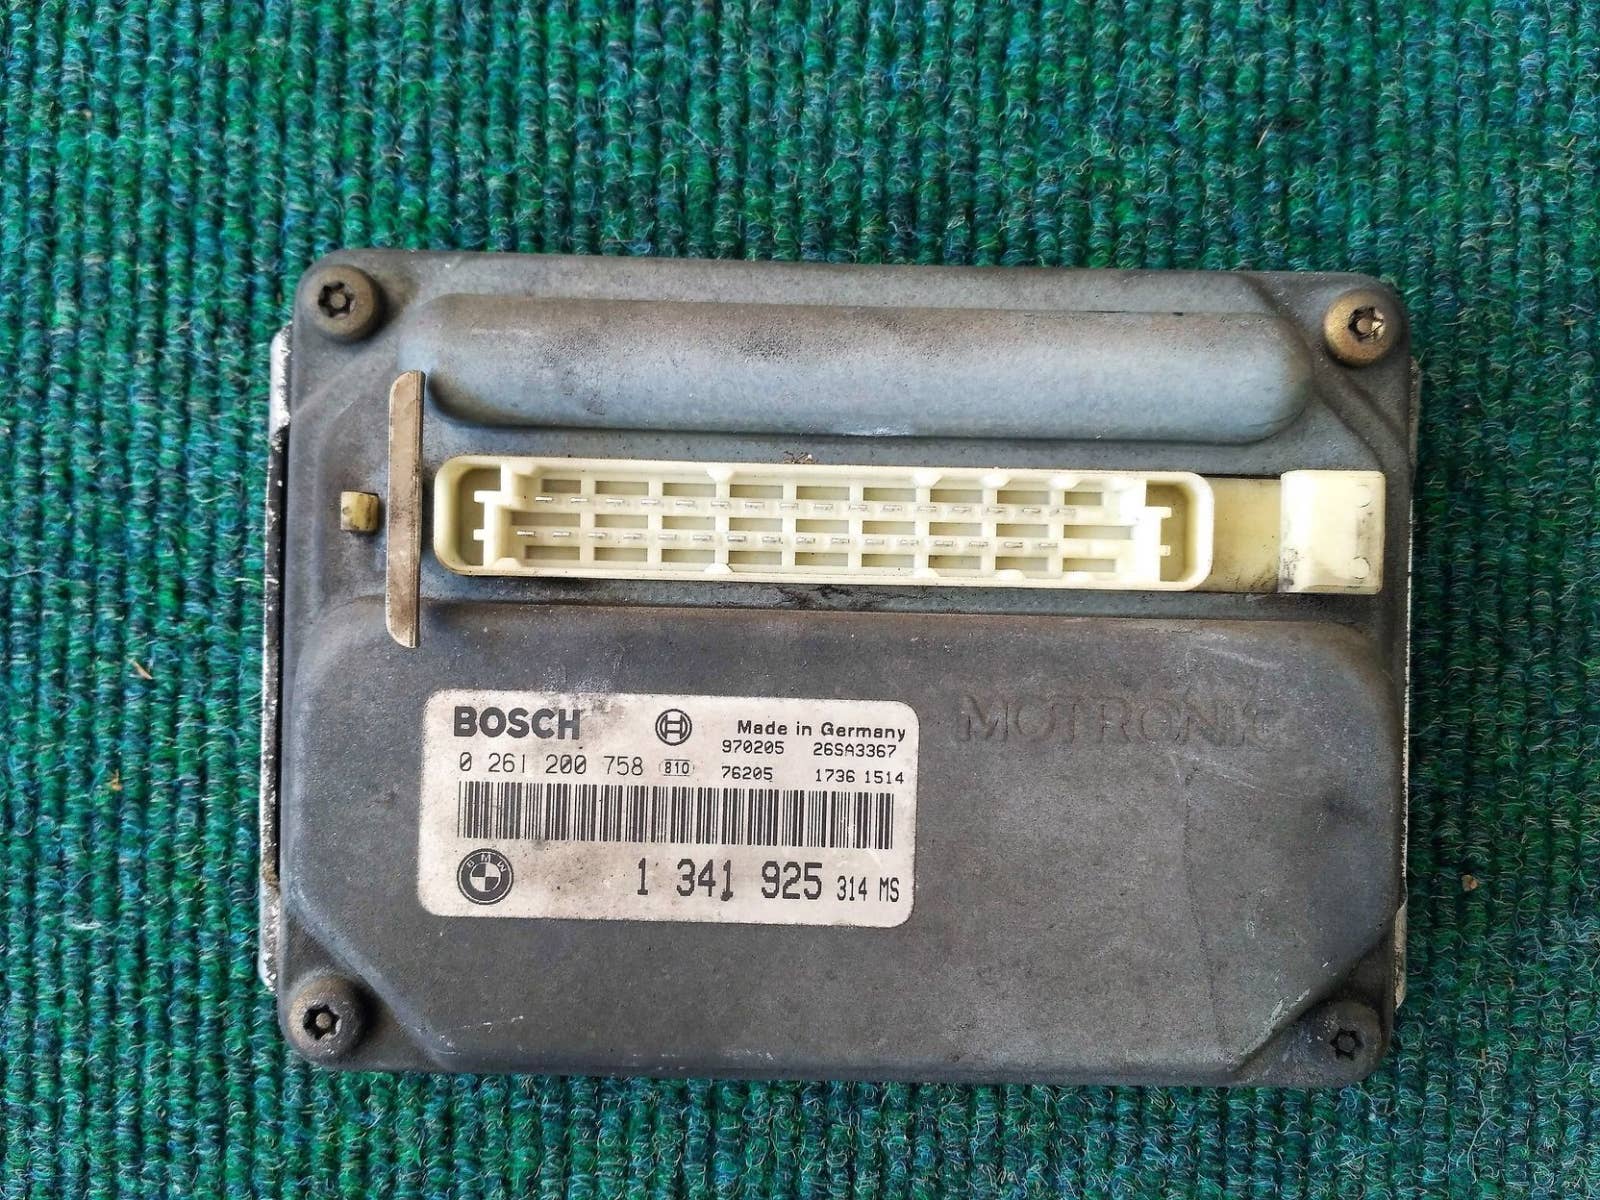 BOSCH Made in Germany
970205 26SA3367
0 261 200 758 810 76205 1736 1514
BMW
1 341 925 314 MS
MOTRONIC